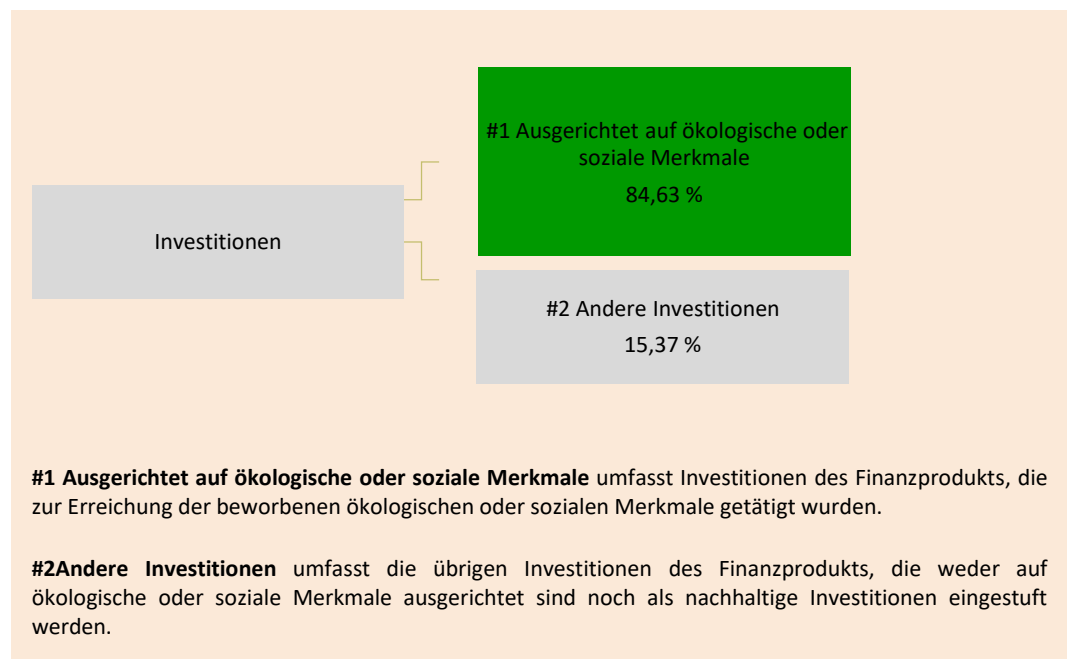 #1 Ausgerichtet auf ökologische oder
soziale Merkmale
84,63 %
Investitionen
#2 Andere Investitionen
15,37 %
#1 Ausgerichtet auf ökologische oder soziale Merkmale umfasst Investitionen des Finanzprodukts, die
zur Erreichung der beworbenen ökologischen oder sozialen Merkmale getätigt wurden.
#2Andere Investitionen umfasst die übrigen Investitionen des Finanzprodukts, die weder auf
ökologische oder soziale Merkmale ausgerichtet sind noch als nachhaltige Investitionen eingestuft
werden.